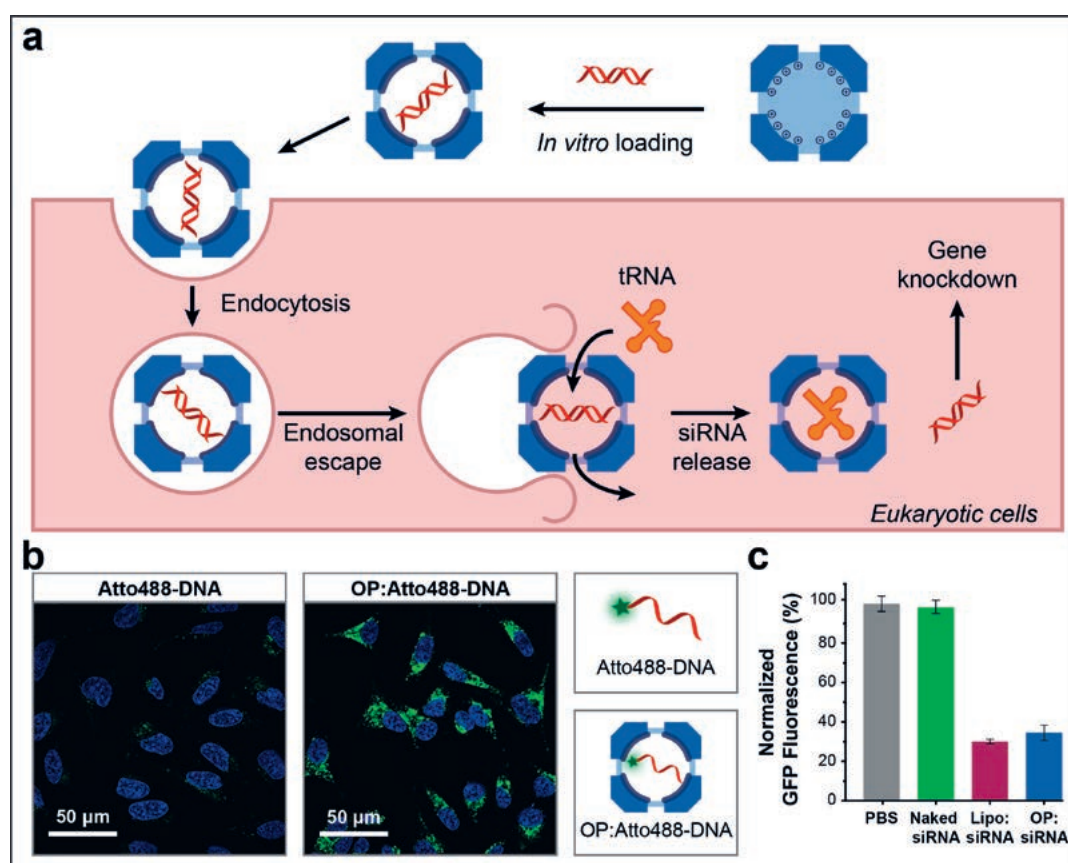 a
In vitro loading
Endocytosis
tRNA
Gene
knockdown
Endosomal
escape
siRNA
release
Eukaryotic cells
b
Atto488-DNA
OP:Atto488-DNA
50 µm
50 µm
Atto488-DNA
OP:Atto488-DNA
c
Normalized
GFP Fluorescence (%)
100
80
60
40
20
0
PBS
Naked
siRNA
Lipo:
siRNA
OP:
siRNA